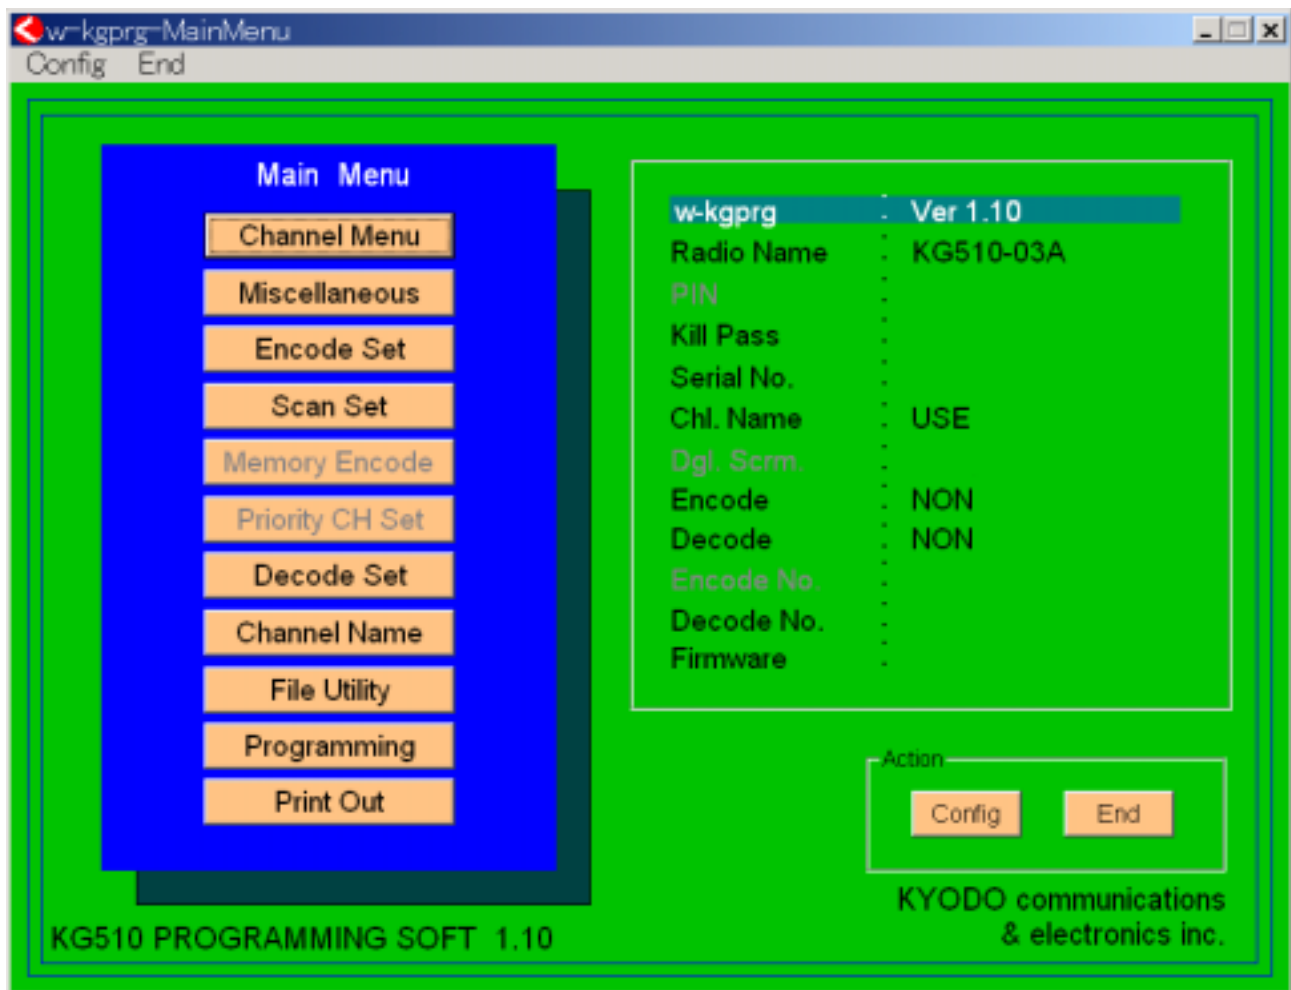 w-kgprg-MainMenu
Config End
Main Menu
Channel Menu
Miscellaneous
Encode Set
Scan Set
Memory Encode
Priority CH Set
Decode Set
Channel Name
File Utility
Programming
Print Out
w-kgprg : Ver 1.10
Radio Name : KG510-03A
PIN :
Kill Pass :
Serial No. :
Chl. Name : USE
Dgl. Scrm. :
Encode : NON
Decode : NON
Encode No. :
Decode No. :
Firmware :
Action
Config End
KG510 PROGRAMMING SOFT 1.10
KYODO communications
& electronics inc.